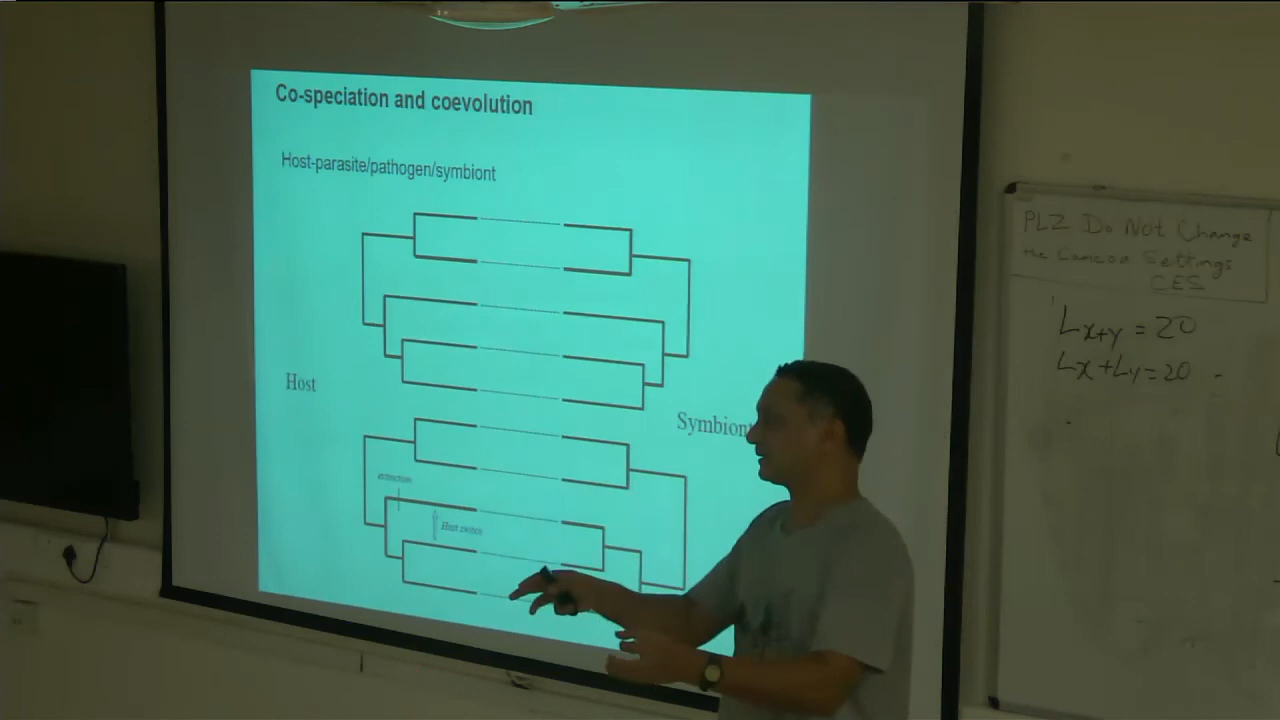 Co-speciation and coevolution
Host-parasite/pathogen/symbiont
Host
Symbiont
extinction
Host switch
PLZ Do Not Change
the Camera Settings
CES
Lx+y = 20
Lx+Ly=20 -